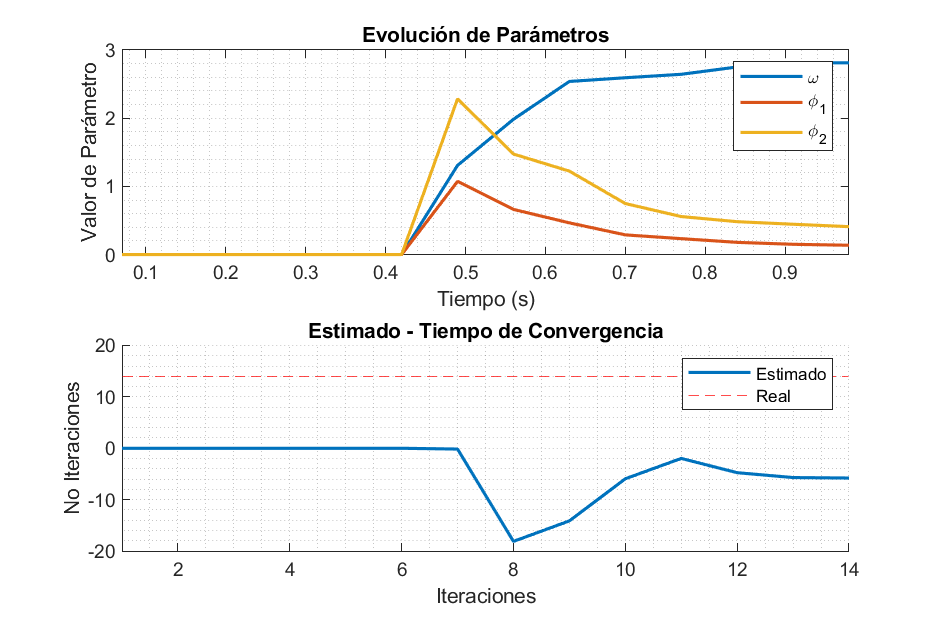 Evolución de Parámetros
Valor de Parámetro
3
2
1
0
ω
ϕ1
ϕ2
0.1 0.2 0.3 0.4 0.5 0.6 0.7 0.8 0.9
Tiempo (s)
Estimado - Tiempo de Convergencia
No Iteraciones
20
10
0
-10
-20
Estimado
Real
2 4 6 8 10 12 14
Iteraciones